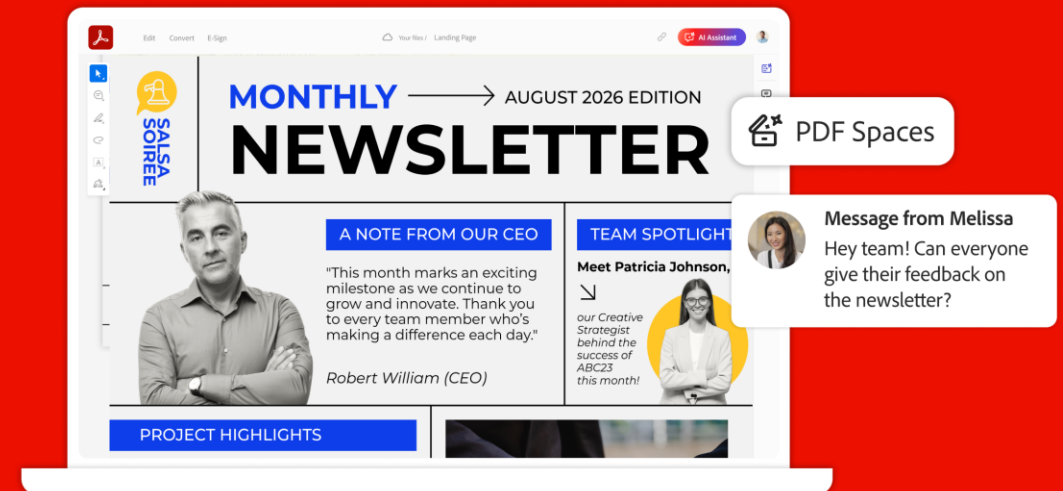 Edit Convert E-Sign
Your files / Landing Page
AI Assistant
SALSA
SOIREE
MONTHLY
AUGUST 2026 EDITION
NEWSLETTER
PDF Spaces
A NOTE FROM OUR CEO
"This month marks an exciting
milestone as we continue to
grow and innovate. Thank you
to every team member who's
making a difference each day."
Robert William (CEO)
TEAM SPOTLIGHT
Meet Patricia Johnson,
our Creative
Strategist
behind the
success of
ABC23
this month!
Message from Melissa
Hey team! Can everyone
give their feedback on
the newsletter?
PROJECT HIGHLIGHTS